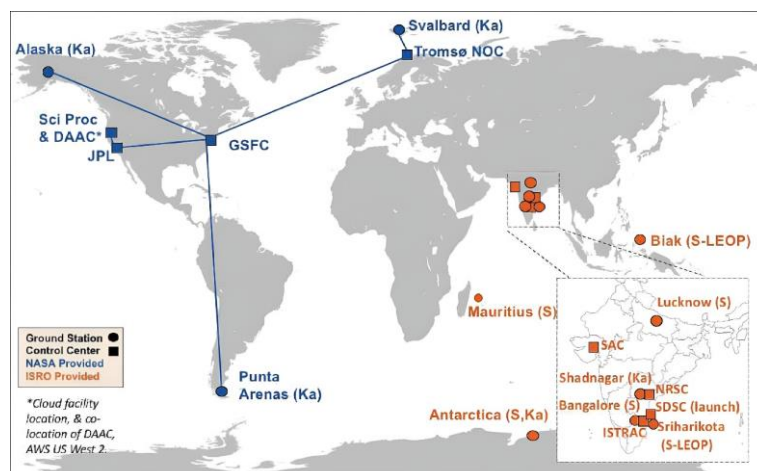 Svalbard (Ka)
Alaska (Ka)
Tromsø NOC
Sci Proc
& DAAC*
JPL
GSFC
Biak (S-LEOP)
Mauritius (S)
Lucknow (S)
SAC
Shadnagar (Ka)
NRSC
Bangalore (S)
SDSC (launch)
ISTRAC
Sriharikota
(S-LEOP)
Ground Station
Control Center
NASA Provided
ISRO Provided
Punta
Arenas (Ka)
*Cloud facility
location, & co-
location of DAAC,
AWS US West 2.
Antarctica (S,Ka)